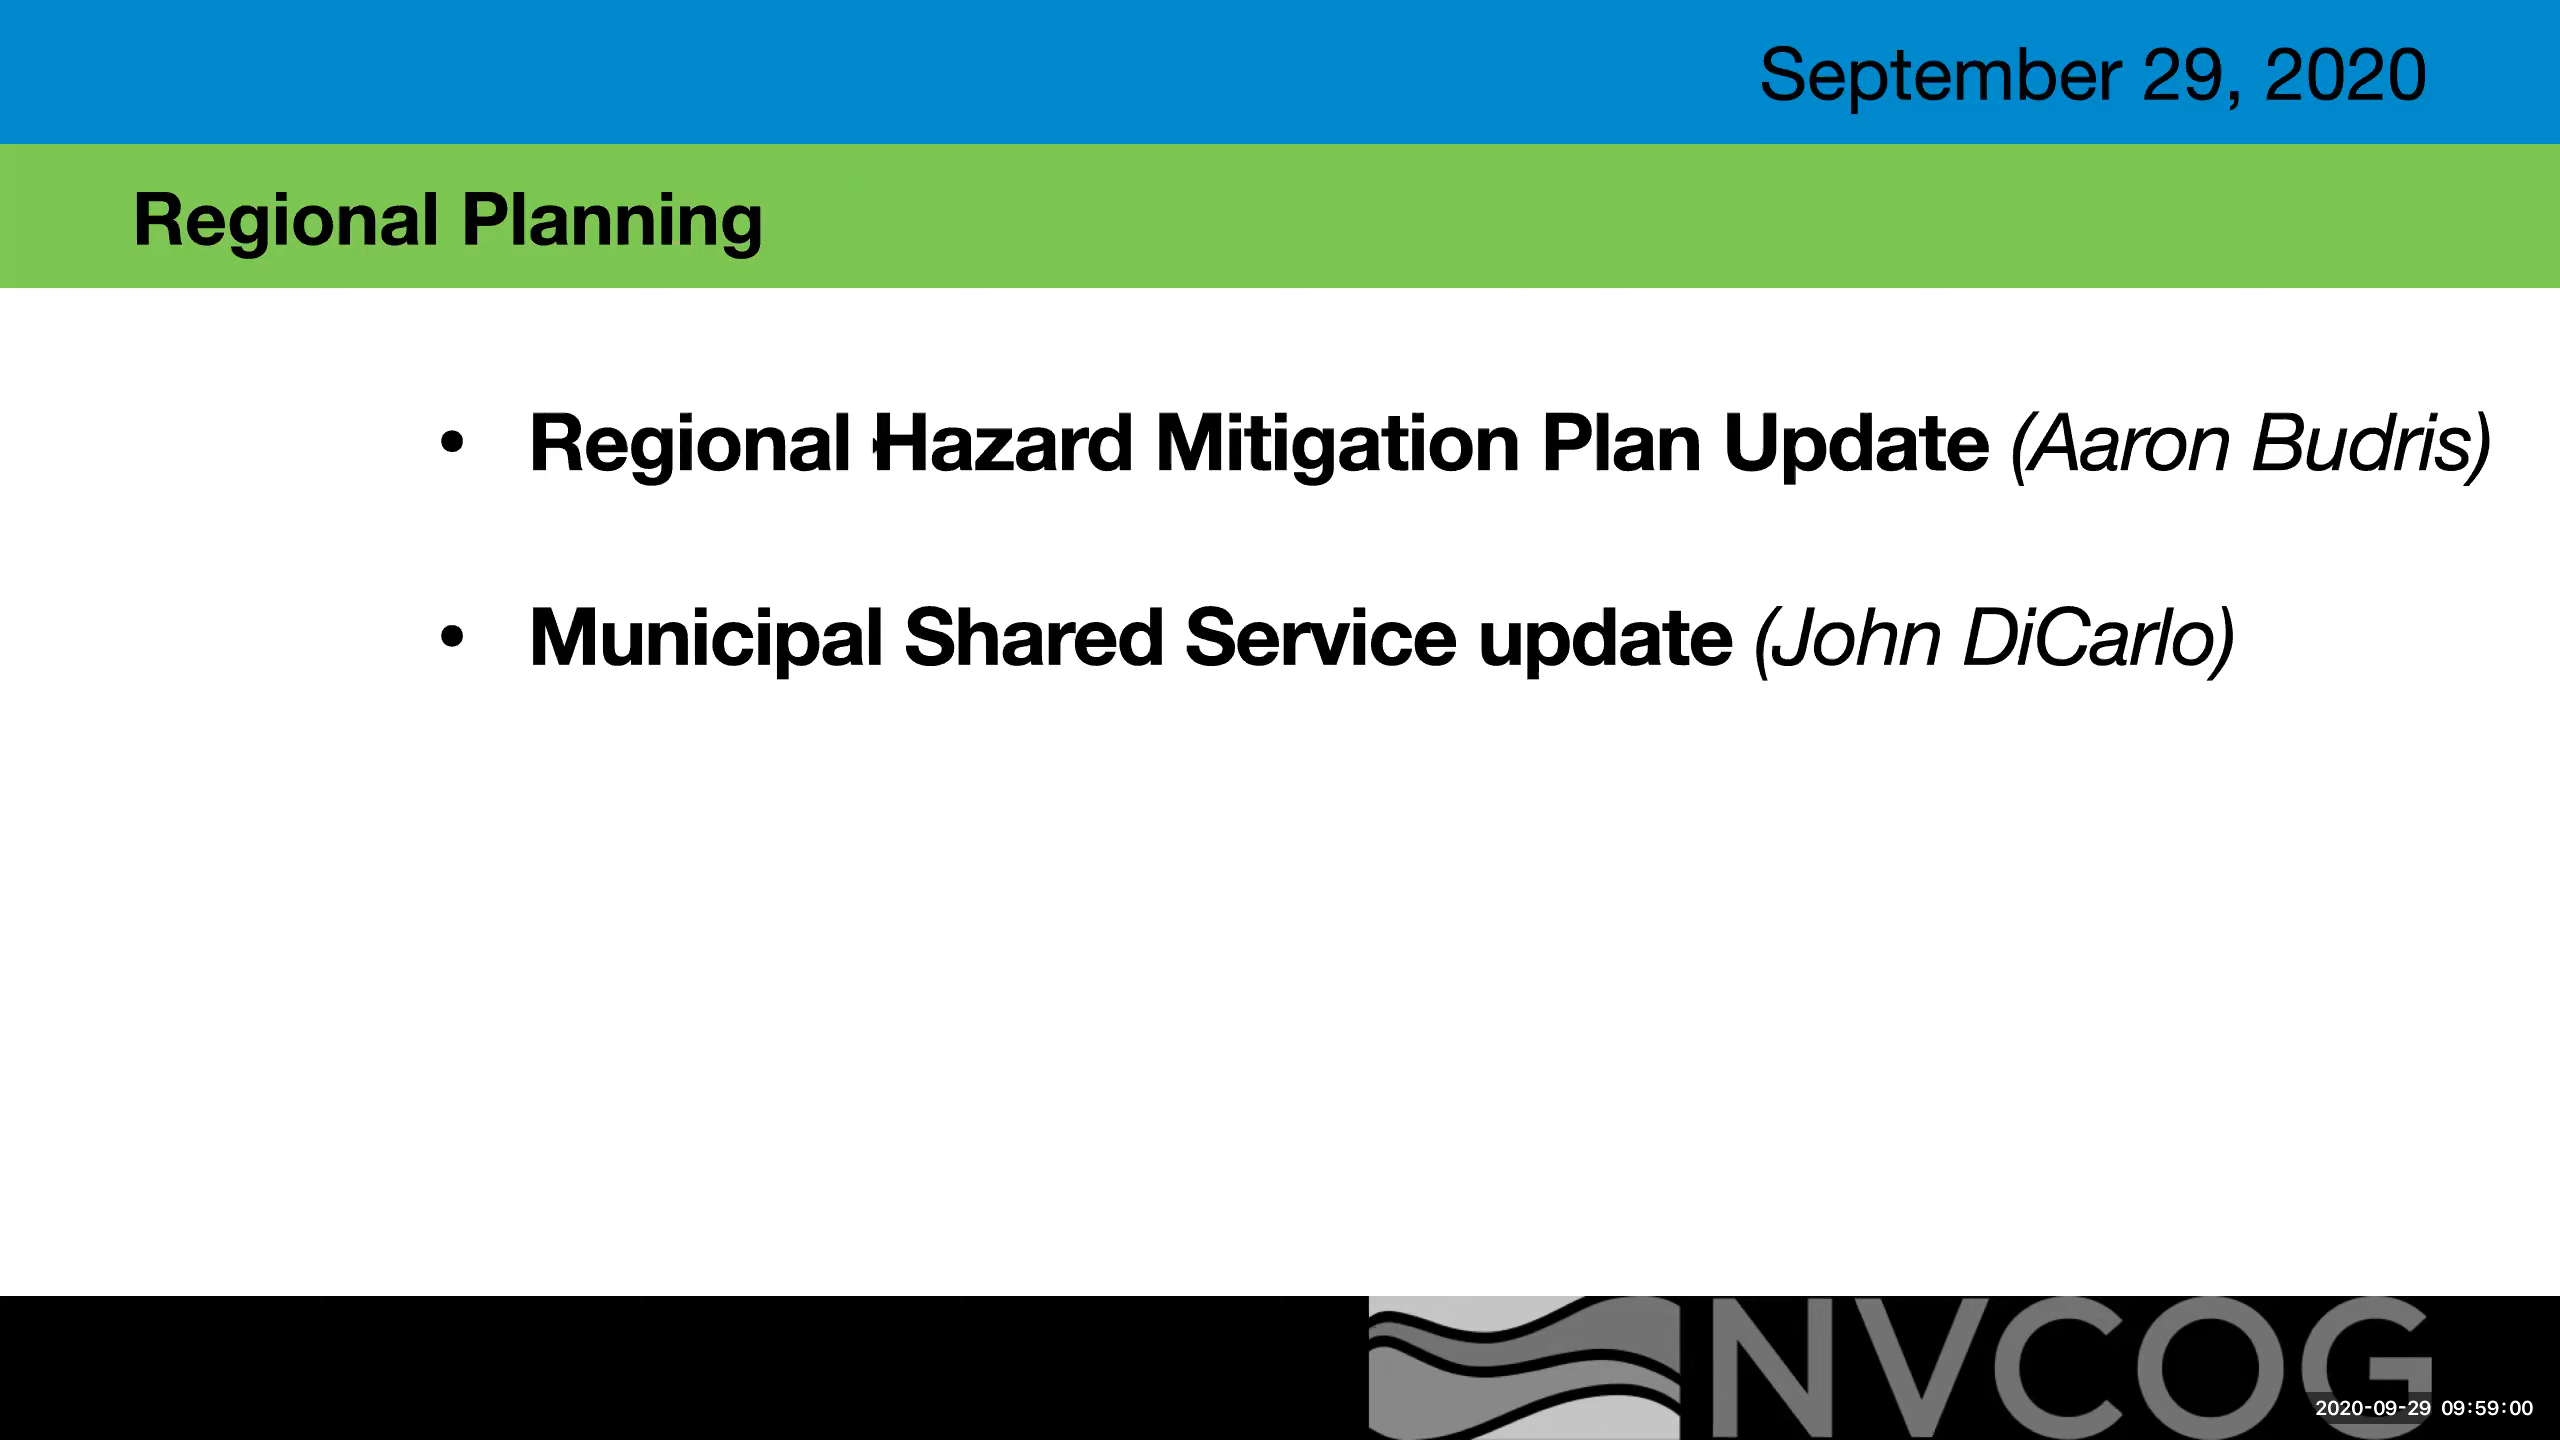 September 29, 2020
Regional Planning
• Regional Hazard Mitigation Plan Update (Aaron Budris)
• Municipal Shared Service update (John DiCarlo)
NVCOG
2020-09-29 09:59:00